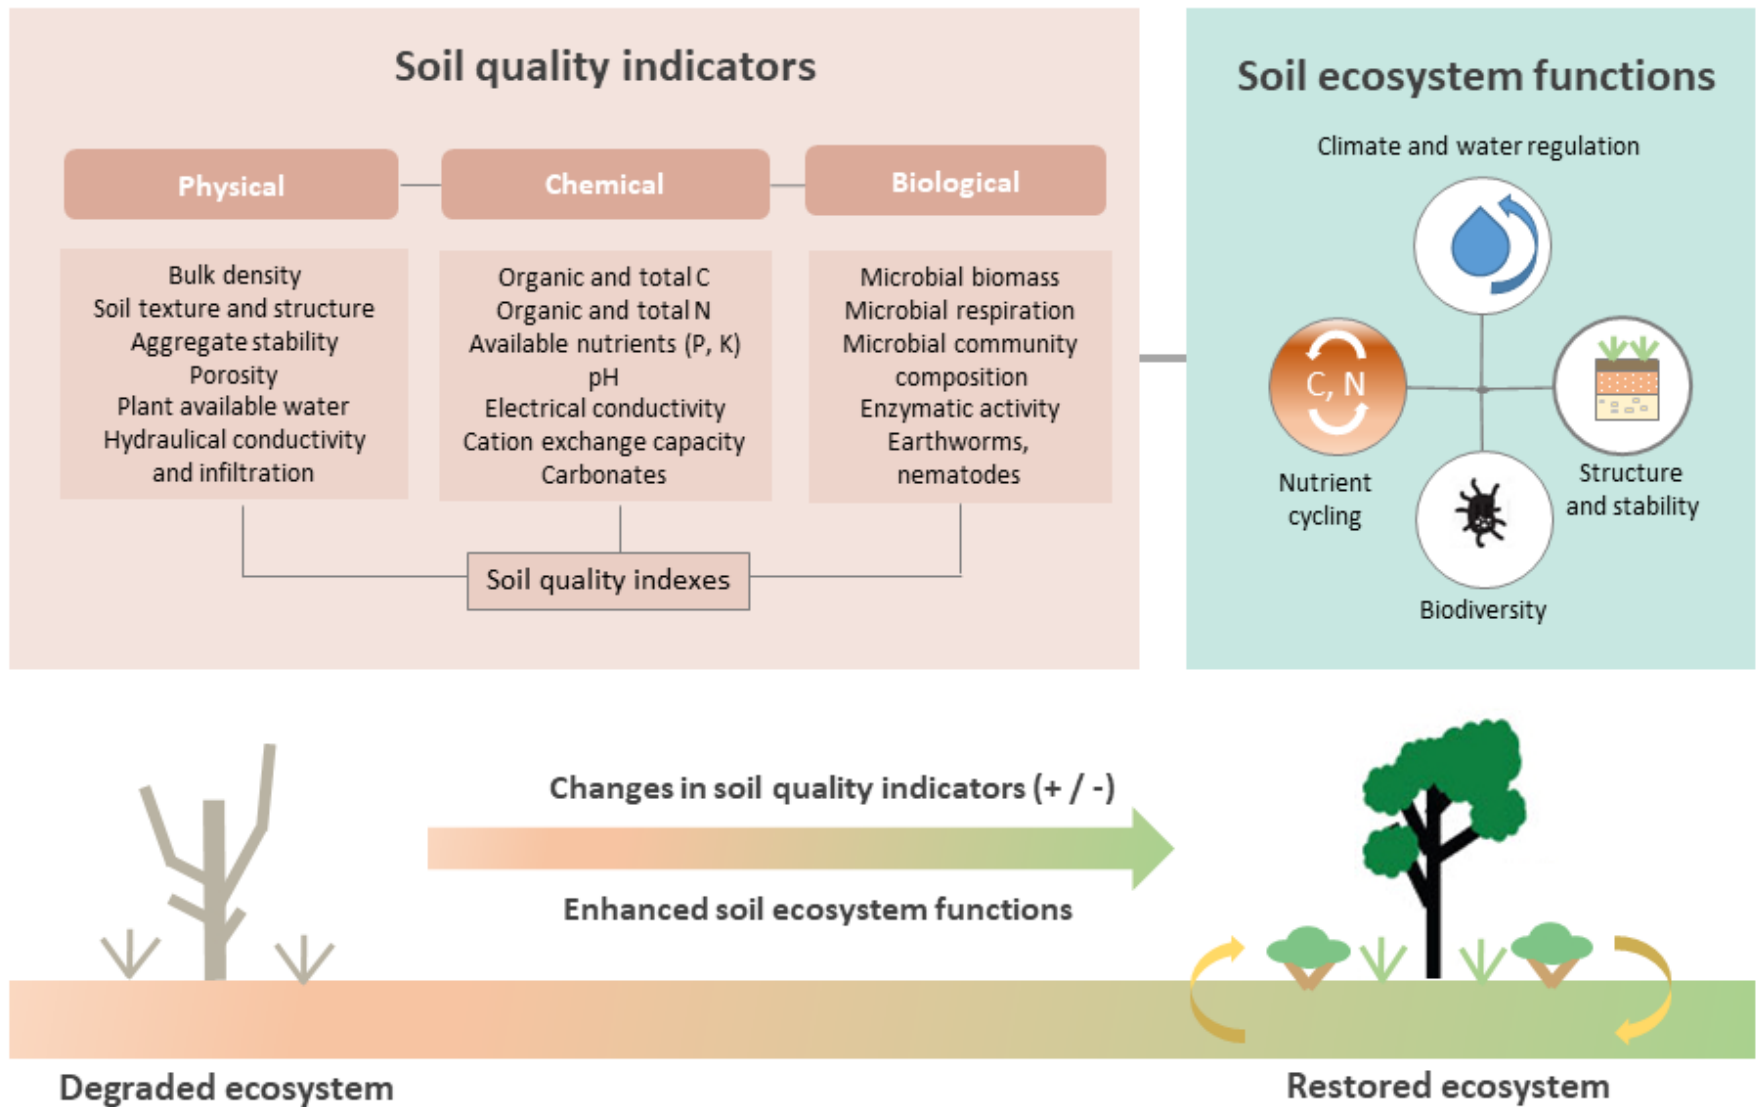 Soil quality indicators
Physical
Chemical
Biological
Bulk density
Soil texture and structure
Aggregate stability
Porosity
Plant available water
Hydraulical conductivity
and infiltration
Organic and total C
Organic and total N
Available nutrients (P, K)
pH
Electrical conductivity
Cation exchange capacity
Carbonates
Microbial biomass
Microbial respiration
Microbial community
composition
Enzymatic activity
Earthworms,
nematodes
Soil quality indexes
Soil ecosystem functions
Climate and water regulation
C, N
Nutrient
cycling
Structure
and stability
Biodiversity
Changes in soil quality indicators (+ / -)
Enhanced soil ecosystem functions
Degraded ecosystem
Restored ecosystem